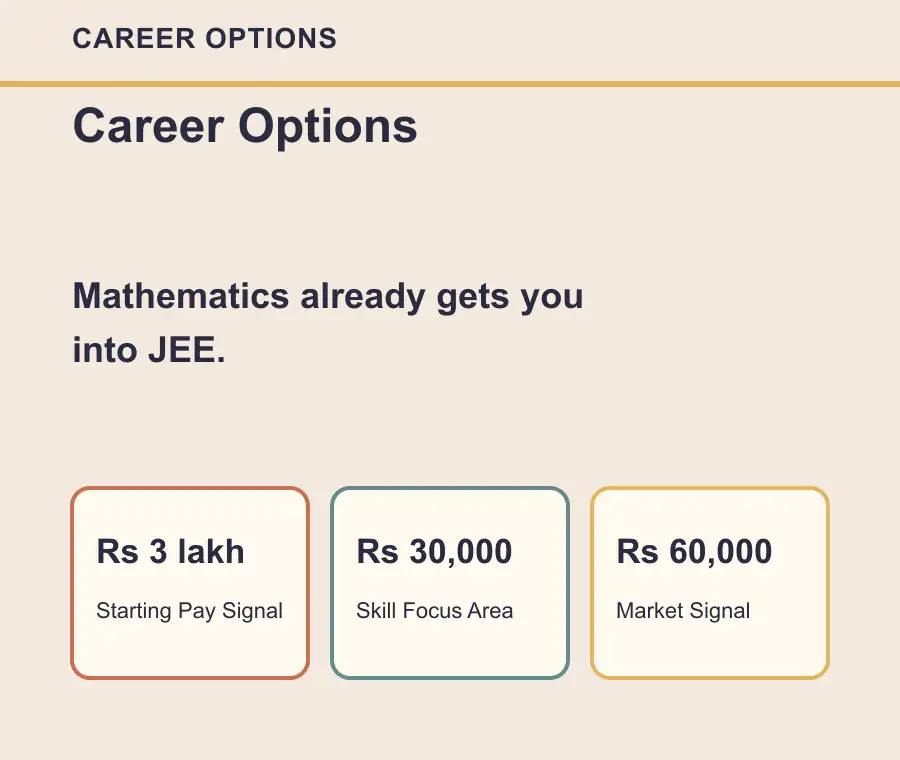 CAREER OPTIONS
Career Options
Mathematics already gets you
into JEE.
Rs 3 lakh
Starting Pay Signal
Rs 30,000
Skill Focus Area
Rs 60,000
Market Signal